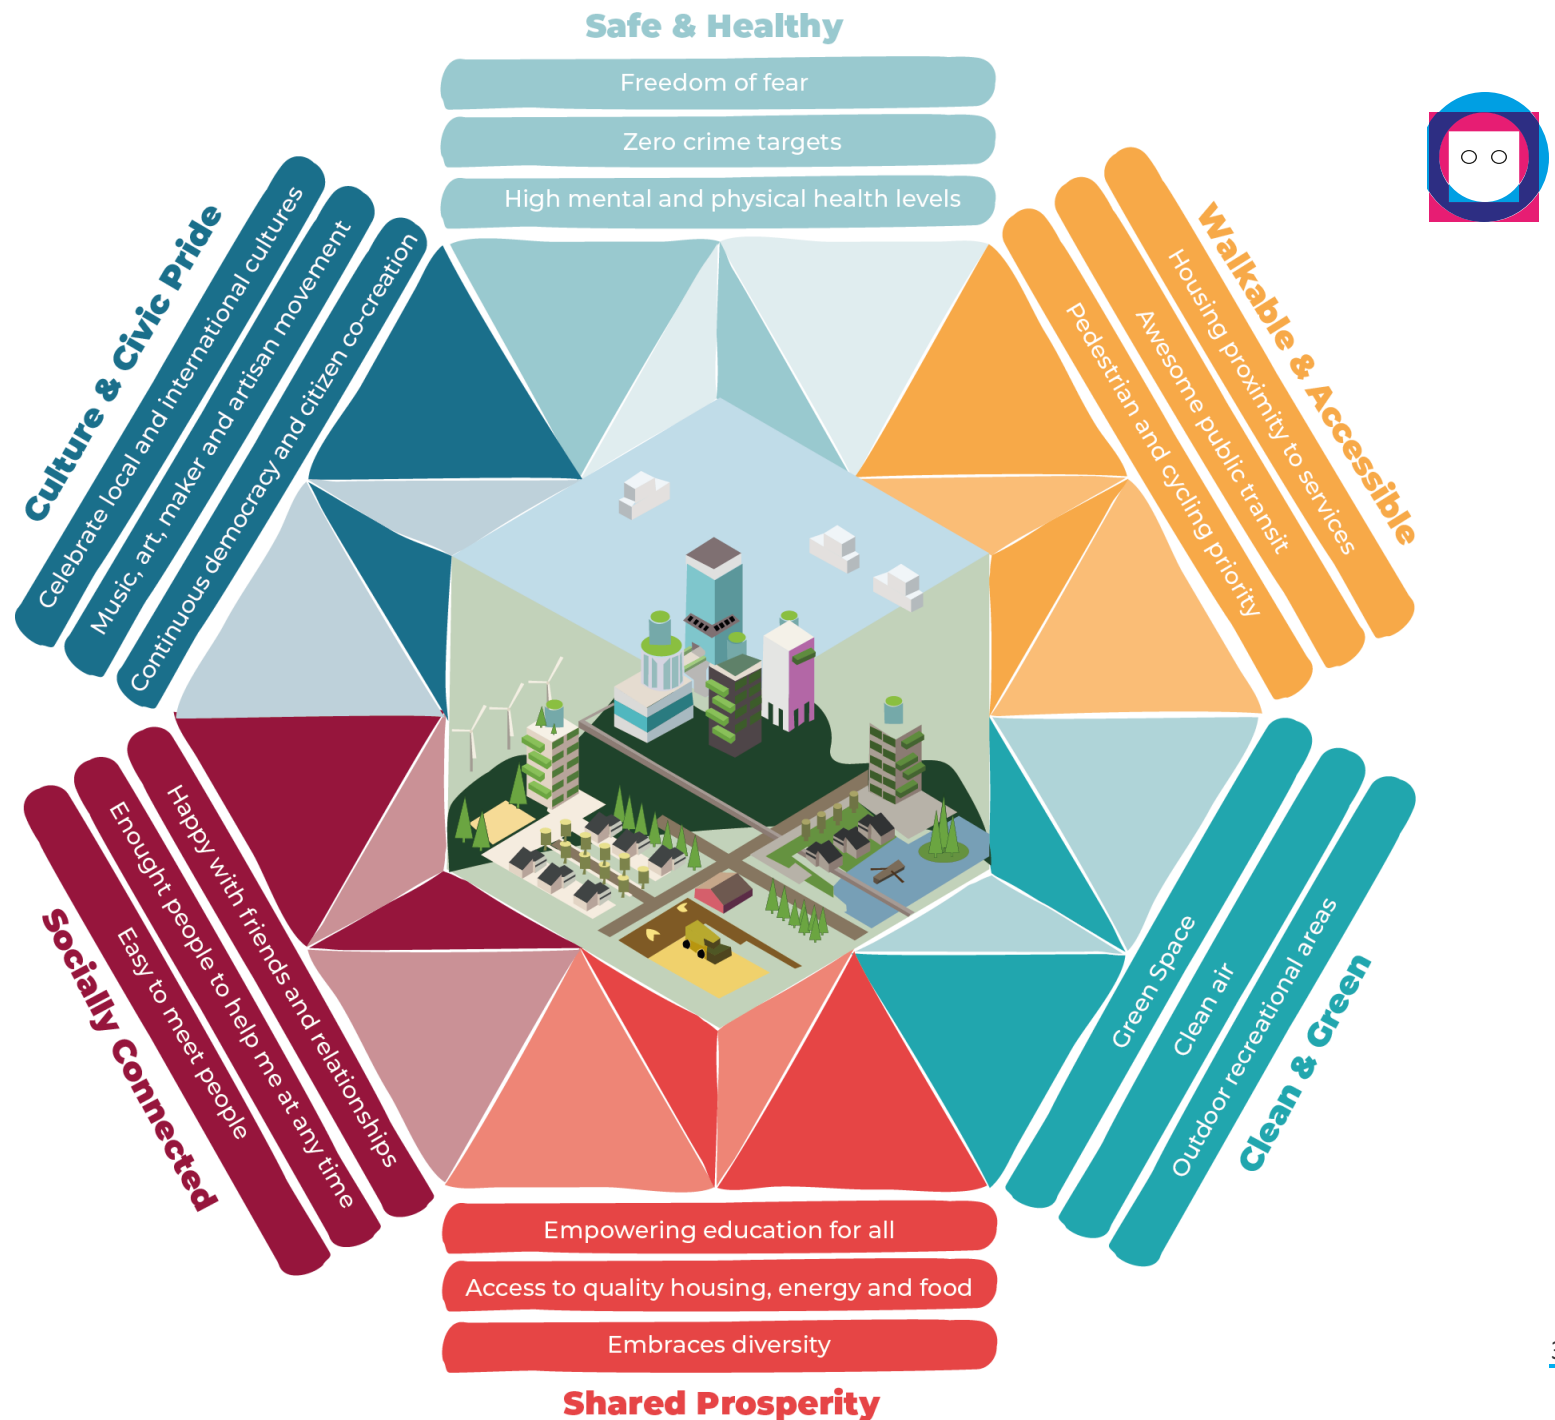 Safe & Healthy
Freedom of fear
Zero crime targets
High mental and physical health levels
Walkable & Accessible
Housing proximity to services
Awesome public transit
Pedestrian and cycling priority
Green Space
Clean air
Outdoor recreational areas
Clean & Green
Empowering education for all
Access to quality housing, energy and food
Embraces diversity
Shared Prosperity
Happy with friends and relationships
Enought people to help me at any time
Easy to meet people
Socially Connected
Culture & Civic Pride
Celebrate local and international cultures
Music, art, maker and artisan movement
Continuous democracy and citizen co-creation